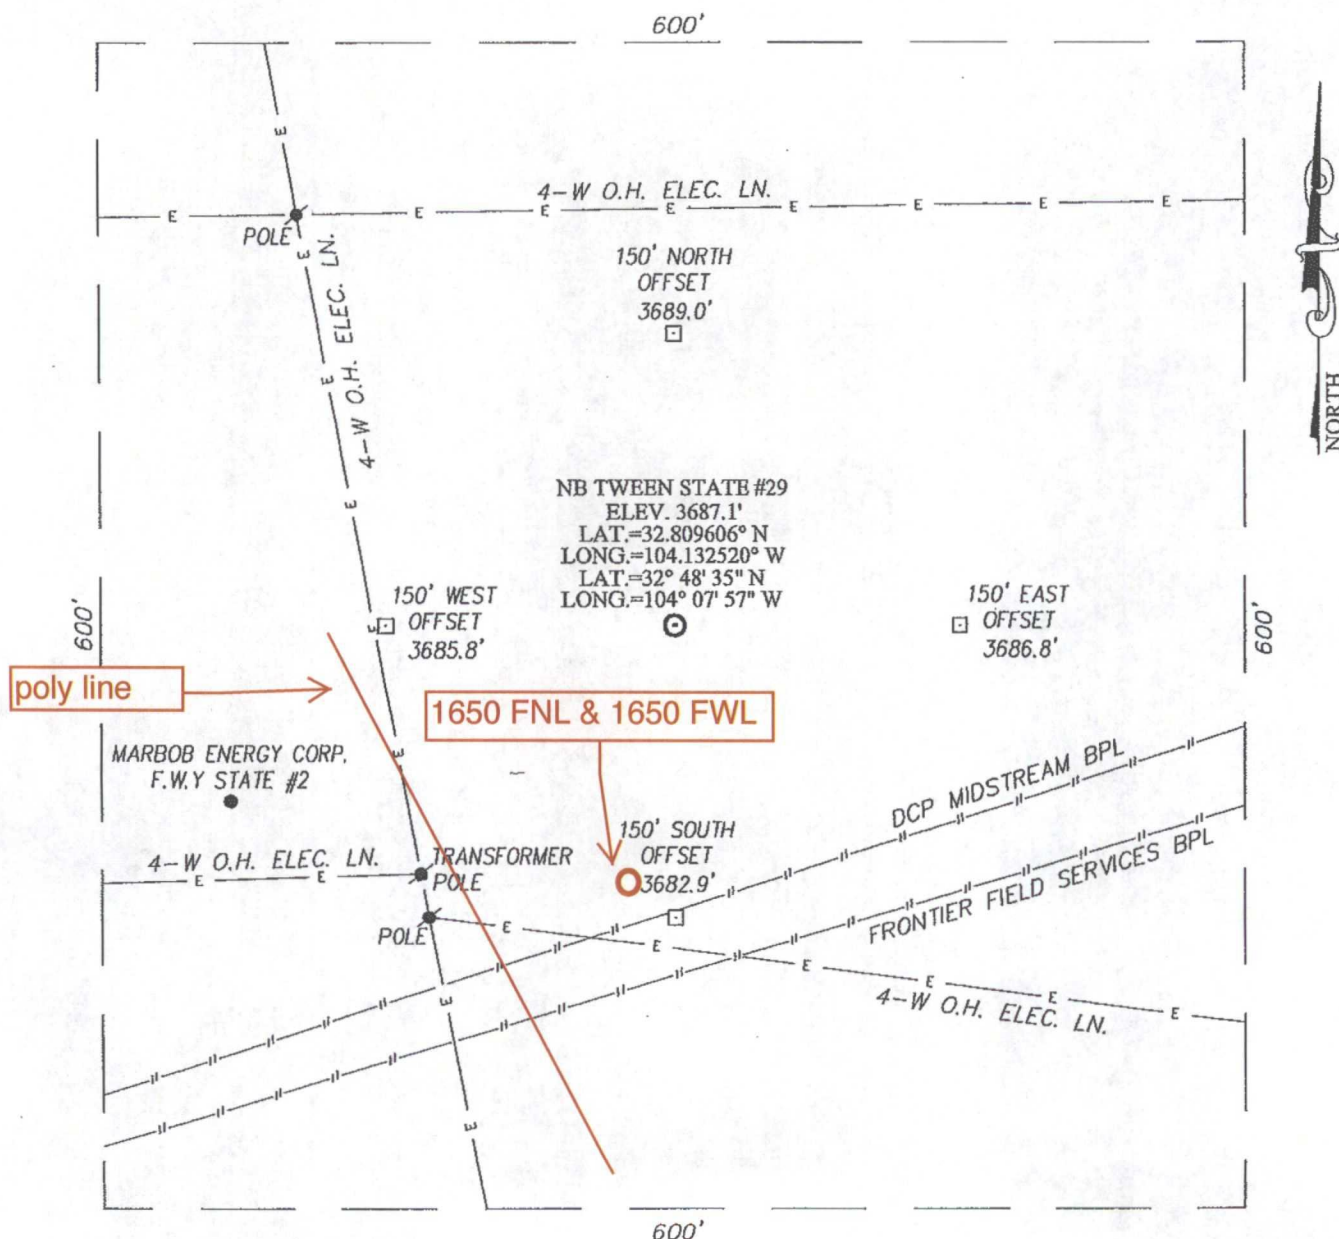 600'
4-W O.H. ELEC. LN.
E E E E E E E E
E
POLE
E
4-W O.H. ELEC. LN.
E
E
150' NORTH
OFFSET
3689.0'
NORTH
NB TWEEN STATE #29
ELEV. 3687.1'
LAT.=32.809606° N
LONG.=104.132520° W
LAT.=32° 48' 35" N
LONG.=104° 07' 57" W
600'
150' WEST
OFFSET
3685.8'
E
150' EAST
OFFSET
3686.8'
600'
poly line
1650 FNL & 1650 FWL
E
MARBOB ENERGY CORP.
F.W.Y STATE #2
DCP MIDSTREAM BPL
150' SOUTH
OFFSET
3682.9'
4-W O.H. ELEC. LN.
E E
TRANSFORMER
POLE
FRONTIER FIELD SERVICES BPL
POLE
E E E E E E
4-W O.H. ELEC. LN.
E
E
600'